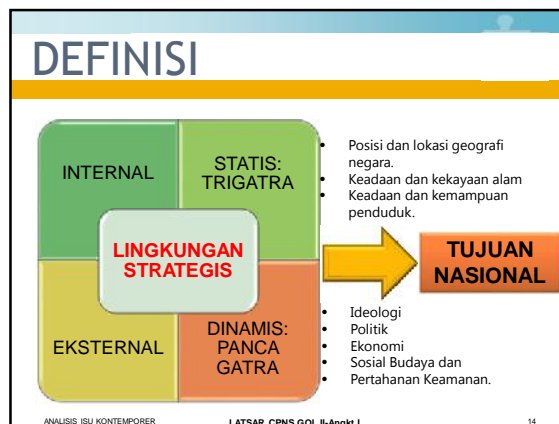 DEFINISI
INTERNAL
STATIS:
TRIGATRA
• Posisi dan lokasi geografi
negara.
• Keadaan dan kekayaan alam
• Keadaan dan kemampuan
penduduk.
LINGKUNGAN
STRATEGIS
TUJUAN
NASIONAL
EKSTERNAL
DINAMIS:
PANCA
GATRA
• Ideologi
• Politik
• Ekonomi
• Sosial Budaya dan
• Pertahanan Keamanan.
ANALISIS ISU KONTEMPORER
LATSAR CPNS GOL II-Angkt I
14